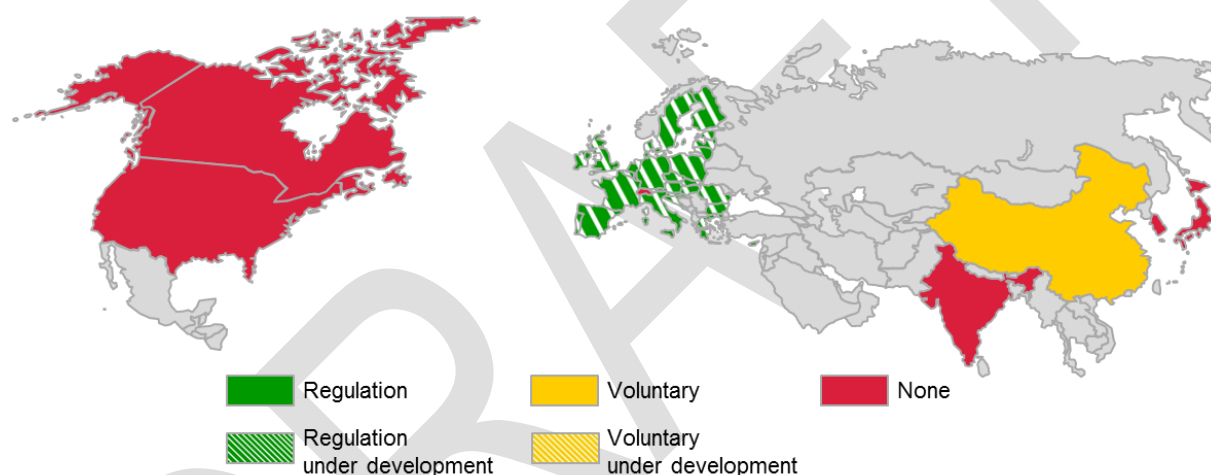 DRAFT
Regulation
Voluntary
None
Regulation
under development
Voluntary
under development